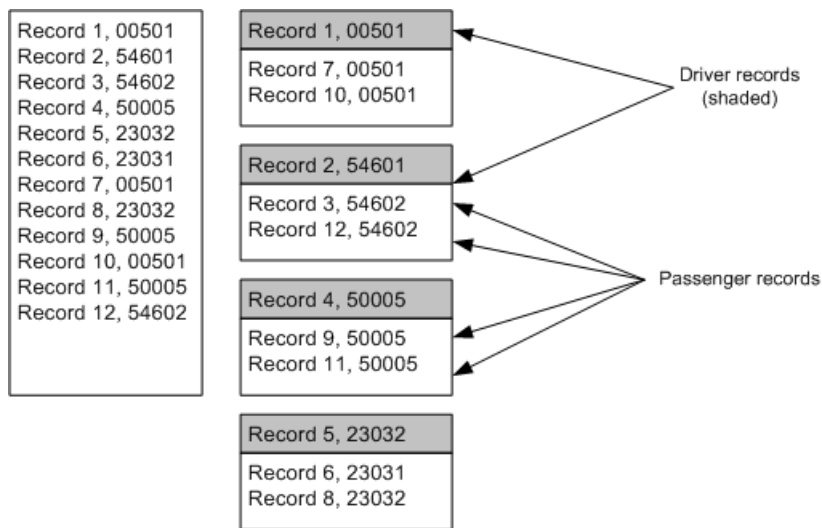 Record 1, 00501
Record 2, 54601
Record 3, 54602
Record 4, 50005
Record 5, 23032
Record 6, 23031
Record 7, 00501
Record 8, 23032
Record 9, 50005
Record 10, 00501
Record 11, 50005
Record 12, 54602
Record 1, 00501
Record 7, 00501
Record 10, 00501
Record 2, 54601
Record 3, 54602
Record 12, 54602
Record 4, 50005
Record 9, 50005
Record 11, 50005
Record 5, 23032
Record 6, 23031
Record 8, 23032
Driver records
(shaded)
Passenger records